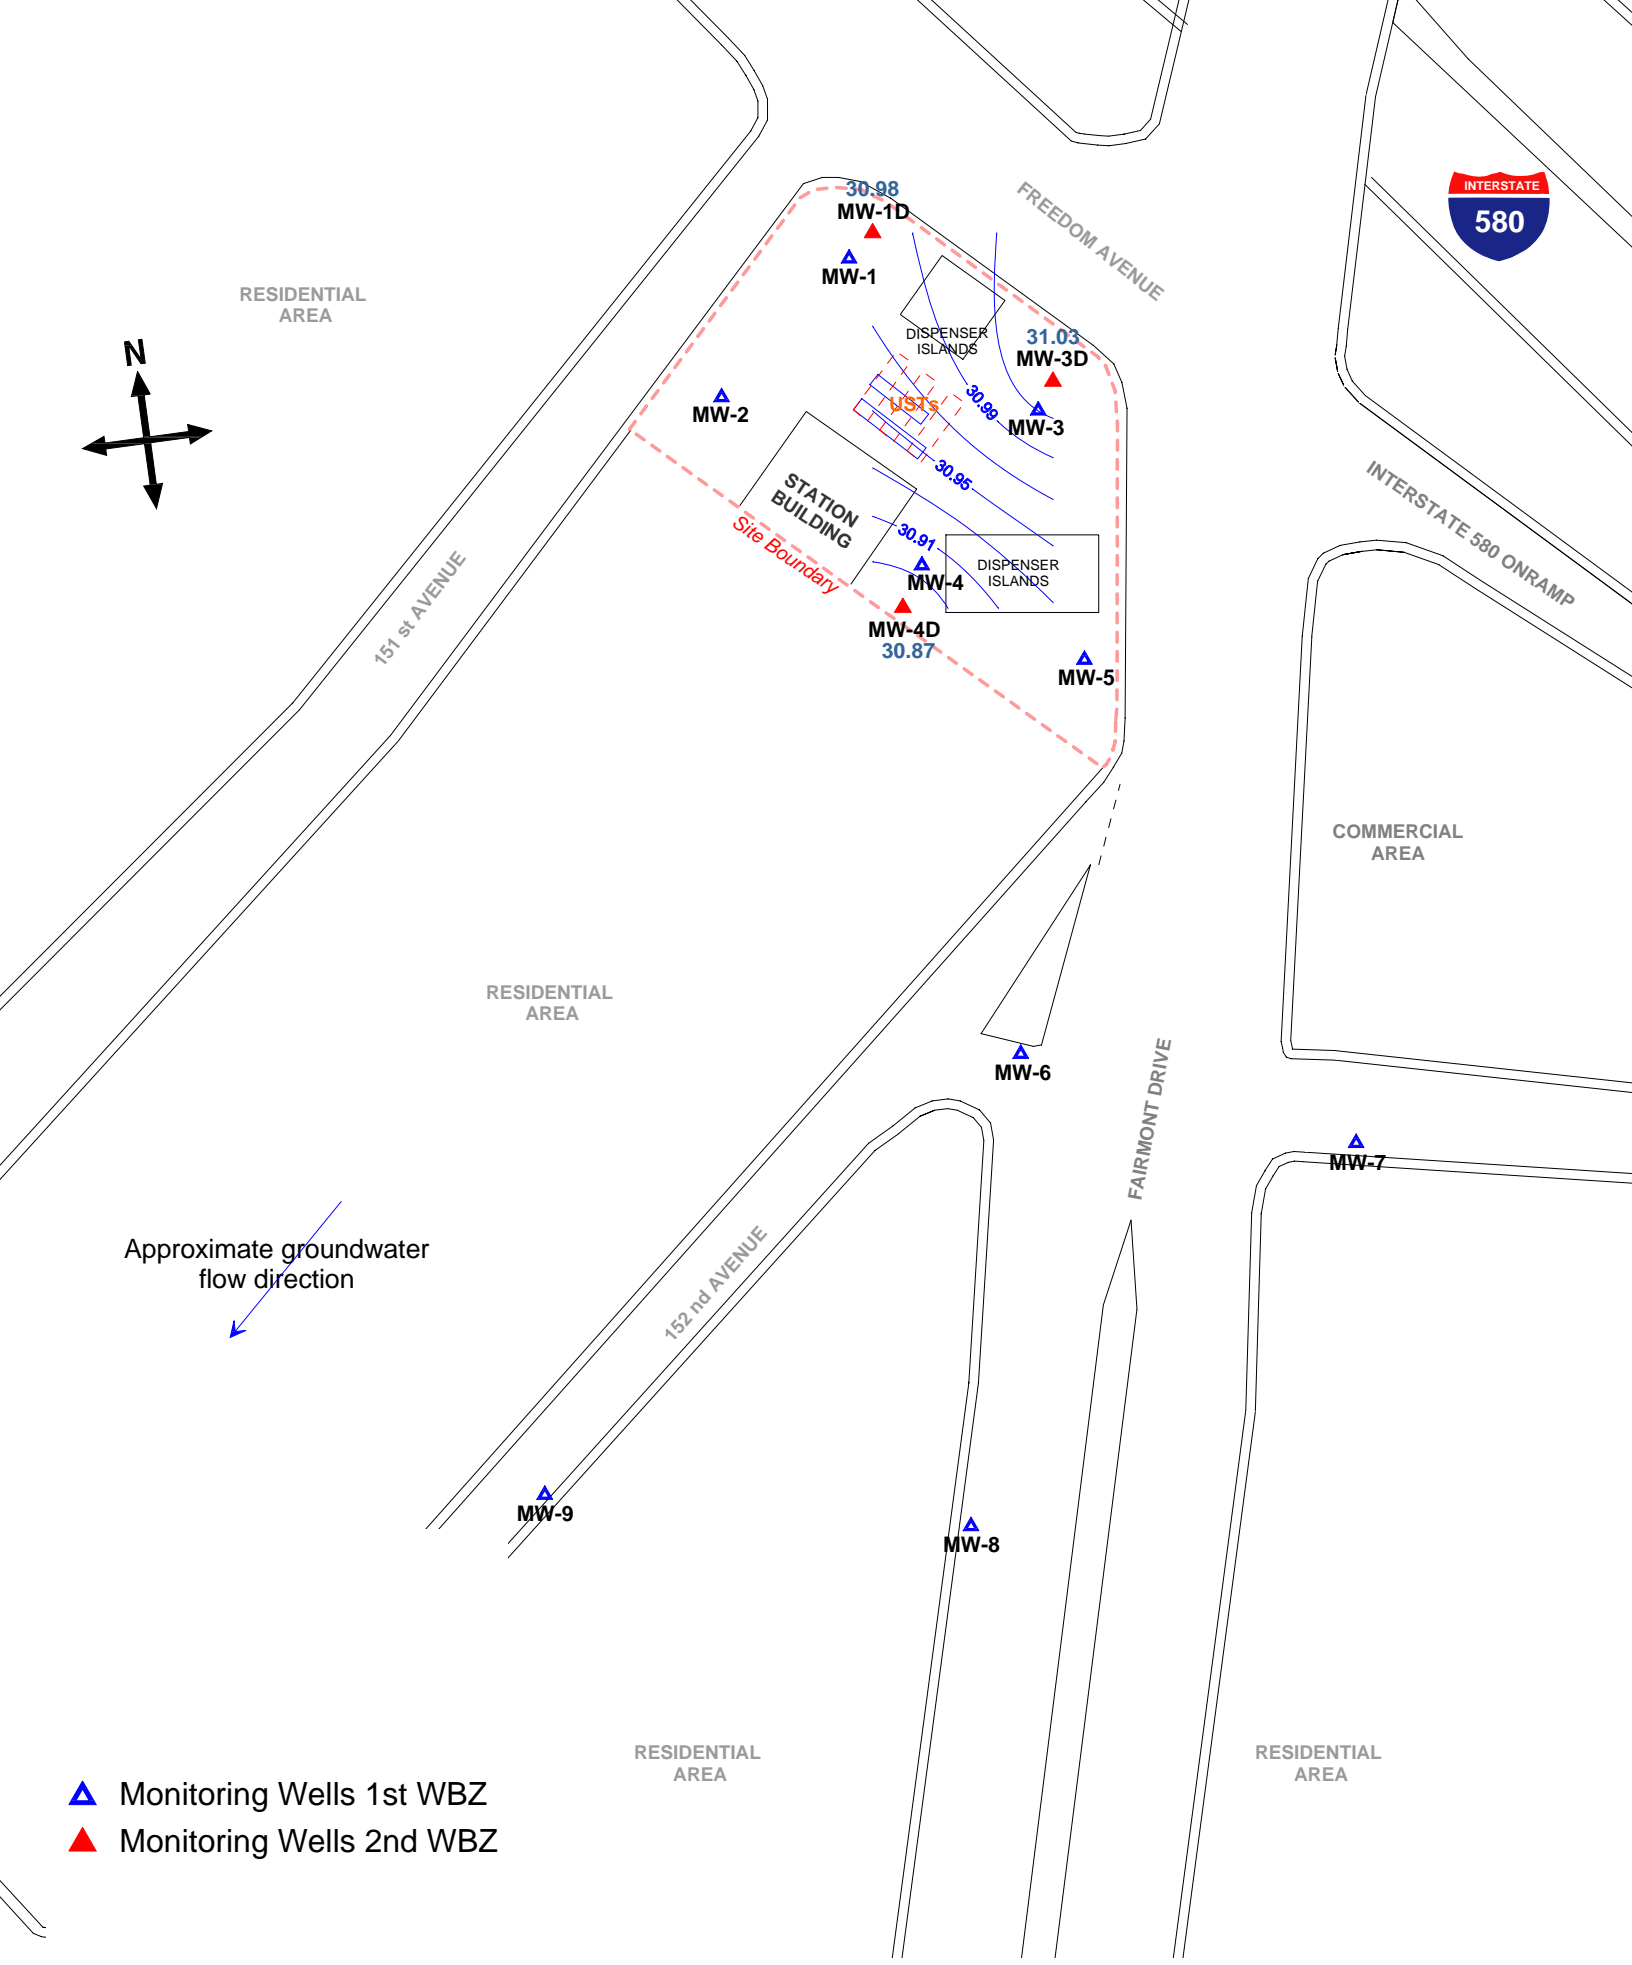 30.98
MW-1D
MW-1
FREEDOM AVENUE
INTERSTATE
580
RESIDENTIAL
AREA
N
DISPENSER
ISLANDS
31.03
MW-3D
MW-2
USTs
30.99
MW-3
30.95
STATION
BUILDING
Site Boundary
30.91
MW-4
DISPENSER
ISLANDS
INTERSTATE 580 ONRAMP
151 st AVENUE
MW-4D
30.87
MW-5
COMMERCIAL
AREA
RESIDENTIAL
AREA
MW-6
FAIRMONT DRIVE
MW-7
Approximate groundwater
flow direction
152 nd AVENUE
MW-9
MW-8
RESIDENTIAL
AREA
RESIDENTIAL
AREA
Monitoring Wells 1st WBZ
Monitoring Wells 2nd WBZ